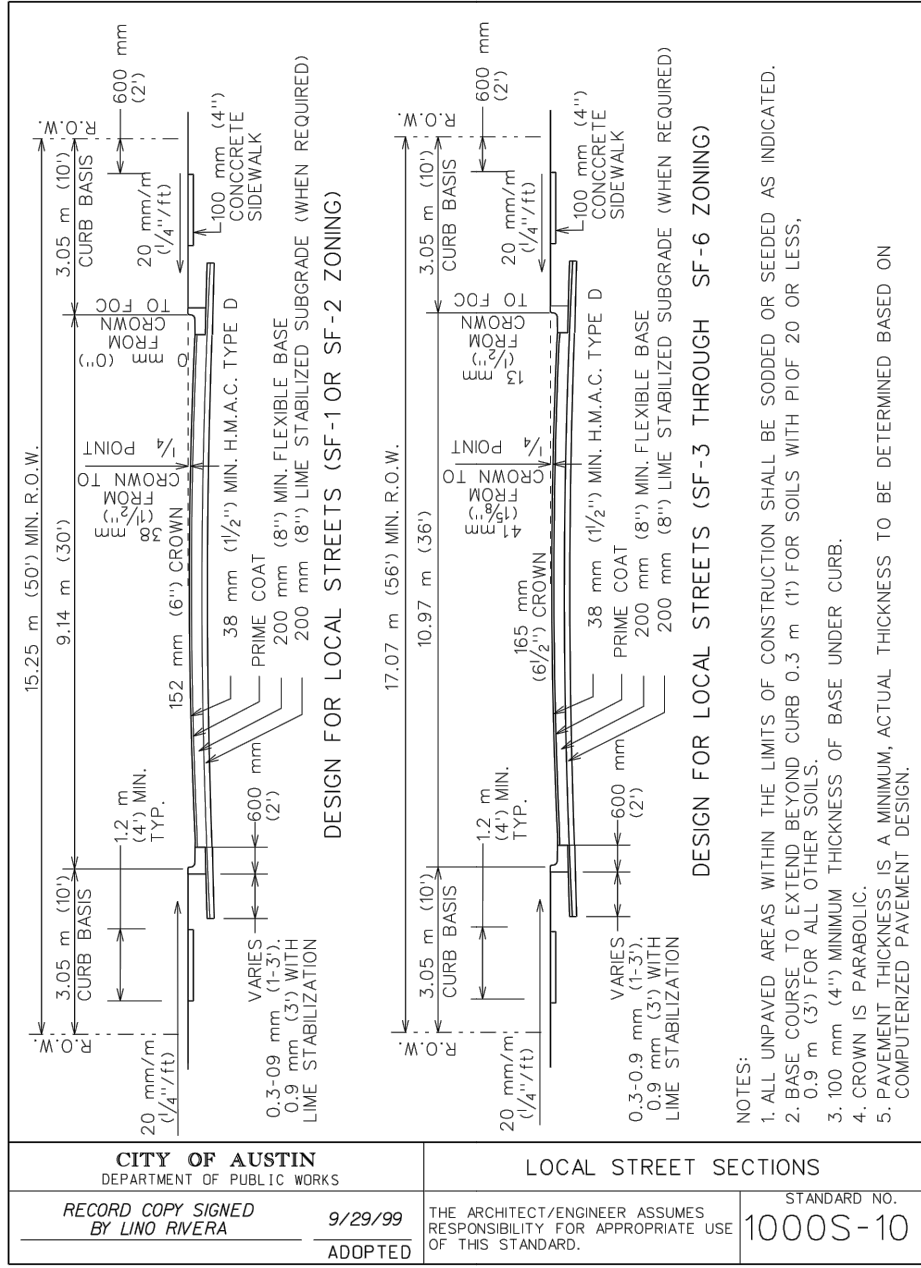 15.25 m (50') MIN. R.O.W.
3.05 m (10')
CURB BASIS
9.14 m (30')
3.05 m (10')
CURB BASIS
600 mm
(2')
R.O.W.
R.O.W.
1.2 m
(4') MIN.
TYP.
20 mm/m
(1/4''/ft)
152 mm (6'') CROWN
38 mm
(1 1/2'')
FROM
CROWN TO
1/4 POINT
0 mm (0'')
FROM
CROWN
TO FOC
20 mm/m
(1/4''/ft)
100 mm (4'')
CONCCRETE
SIDEWALK
VARIES
0.3-09 mm (1-3').
0.9 mm (3') WITH
LIME STABILIZATION
600 mm
(2')
38 mm (1 1/2'') MIN. H.M.A.C. TYPE D
PRIME COAT
200 mm (8'') MIN. FLEXIBLE BASE
200 mm (8'') LIME STABILIZED SUBGRADE (WHEN REQUIRED)
DESIGN FOR LOCAL STREETS (SF-1 OR SF-2 ZONING)
17.07 m (56') MIN. R.O.W.
3.05 m (10')
CURB BASIS
10.97 m (36')
3.05 m (10')
CURB BASIS
600 mm
(2')
R.O.W.
R.O.W.
1.2 m
(4') MIN.
TYP.
20 mm/m
(1/4''/ft)
165 mm
(6 1/2'') CROWN
41 mm
(1 5/8'')
FROM
CROWN TO
1/4 POINT
13 mm
(1/2'')
FROM
CROWN
TO FOC
20 mm/m
(1/4''/ft)
100 mm (4'')
CONCRETE
SIDEWALK
VARIES
0.3-0.9 mm (1-3').
0.9 mm (3') WITH
LIME STABILIZATION
600 mm
(2')
38 mm (1 1/2'') MIN. H.M.A.C. TYPE D
PRIME COAT
200 mm (8'') MIN. FLEXIBLE BASE
200 mm (8'') LIME STABILIZED SUBGRADE (WHEN REQUIRED)
DESIGN FOR LOCAL STREETS (SF-3 THROUGH SF-6 ZONING)
NOTES:
1. ALL UNPAVED AREAS WITHIN THE LIMITS OF CONSTRUCTION SHALL BE SODDED OR SEEDED AS INDICATED.
2. BASE COURSE TO EXTEND BEYOND CURB 0.3 m (1') FOR SOILS WITH PI OF 20 OR LESS,
0.9 m (3') FOR ALL OTHER SOILS.
3. 100 mm (4'') MINIMUM THICKNESS OF BASE UNDER CURB.
4. CROWN IS PARABOLIC.
5. PAVEMENT THICKNESS IS A MINIMUM, ACTUAL THICKNESS TO BE DETERMINED BASED ON
COMPUTERIZED PAVEMENT DESIGN.
CITY OF AUSTIN
DEPARTMENT OF PUBLIC WORKS
LOCAL STREET SECTIONS
RECORD COPY SIGNED
BY LINO RIVERA
9/29/99
ADOPTED
THE ARCHITECT/ENGINEER ASSUMES
RESPONSIBILITY FOR APPROPRIATE USE
OF THIS STANDARD.
STANDARD NO.
1000S-10